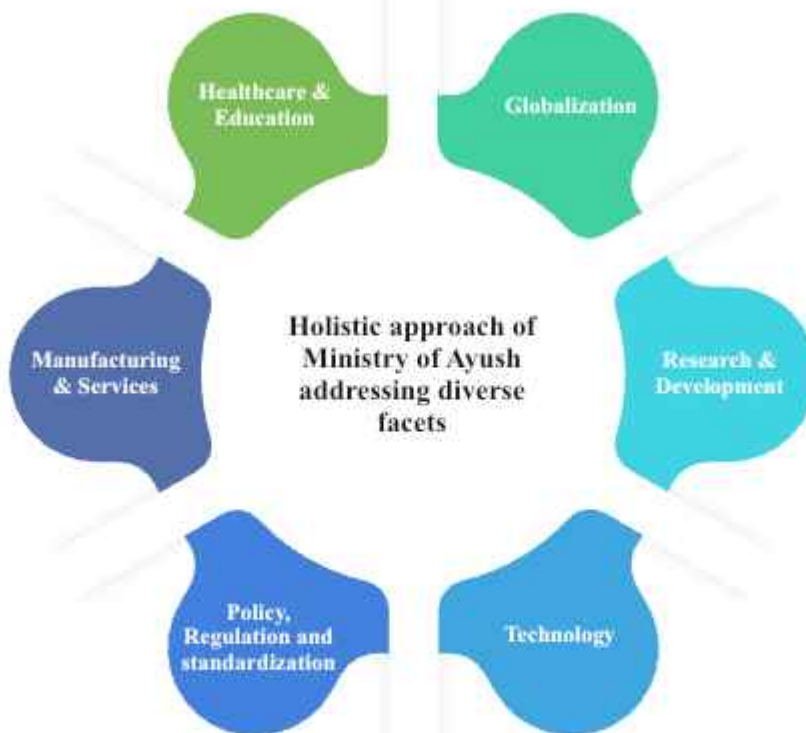 Healthcare &
Education
Globalization
Manufacturing
& Services
Holistic approach of
Ministry of Ayush
addressing diverse
facets
Research &
Development
Policy,
Regulation and
standardization
Technology